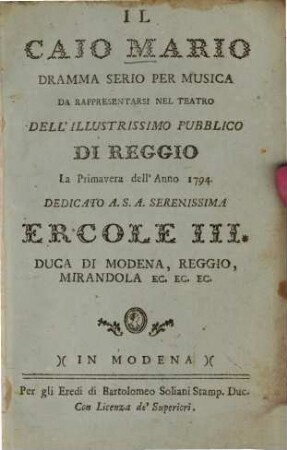 IL
CAJO MARIO
DRAMMA SERIO PER MUSICA
DA RAPPRESENTARSI NEL TEATRO
DELL' ILLUSTRISSIMO PUBBLICO
DI REGGIO
La Primavera dell' Anno 1794.
DEDICATO A. S. A. SERENISSIMA
ERCOLE III.
DUCA DI MODENA, REGGIO,
MIRANDOLA EC. EC. EC.
)( IN MODENA )(
Per gli Eredi di Bartolomeo Soliani Stamp. Duc.
Con Licenza de' Superiori.